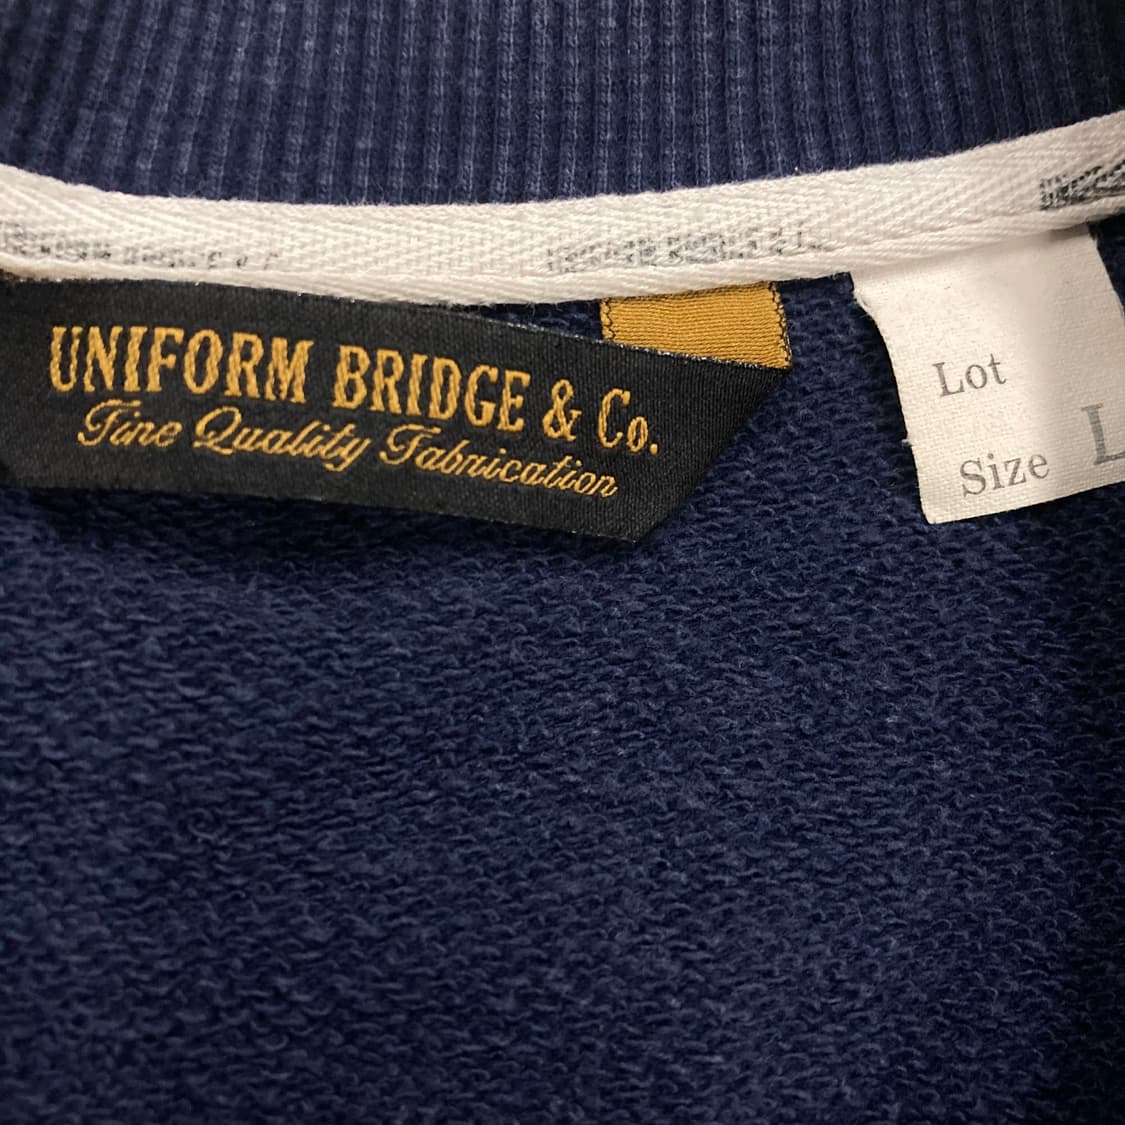 UNIFORM BRIDGE & Co.
Fine Quality Fabrication
Lot
Size L